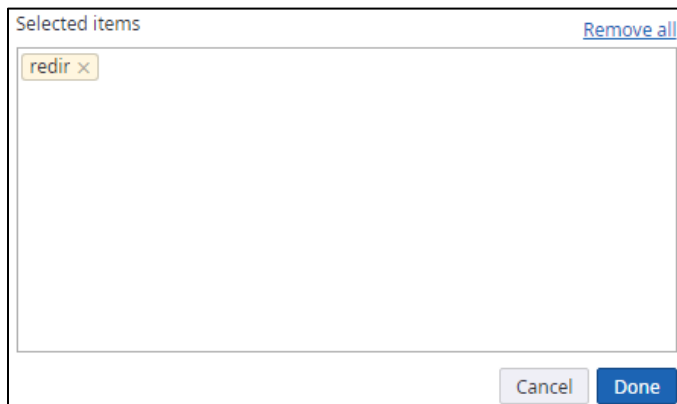 Selected items
Remove all
redir ×
Cancel
Done